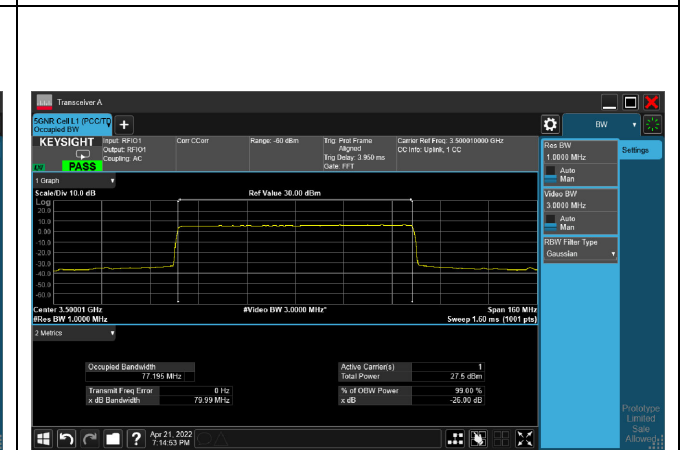 Transceiver A
5GNR Cell L1 (PCC/TD
Occupied BW
KEYSIGHT
Input: RFIO1
Output: RFIO1
Coupling: AC
Corr CCorr
Range: -60 dBm
Trig: Prot Frame
Aligned
Trig Delay: 3.950 ms
Gate: FFT
Carrier Ref Freq: 3.500010000 GHz
CC Info: Uplink, 1 CC
PASS
1 Graph
Scale/Div 10.0 dB
Ref Value 30.00 dBm
Log
20.0
10.0
0.00
-10.0
-20.0
-30.0
-40.0
-50.0
-60.0
Center 3.50001 GHz
#Video BW 3.0000 MHz*
Span 160 MHz
#Res BW 1.0000 MHz
Sweep 1.60 ms (1001 pts)
2 Metrics
Occupied Bandwidth
77.195 MHz
Transmit Freq Error
0 Hz
x dB Bandwidth
79.99 MHz
Active Carrier(s)
1
Total Power
27.5 dBm
% of OBW Power
99.00 %
x dB
-26.00 dB
BW
Settings
Res BW
1.0000 MHz
Auto
Man
Video BW
3.0000 MHz
Auto
Man
RBW Filter Type
Gaussian
Prototype
Limited
Sale
Allowed
Apr 21, 2022
7:14:53 PM